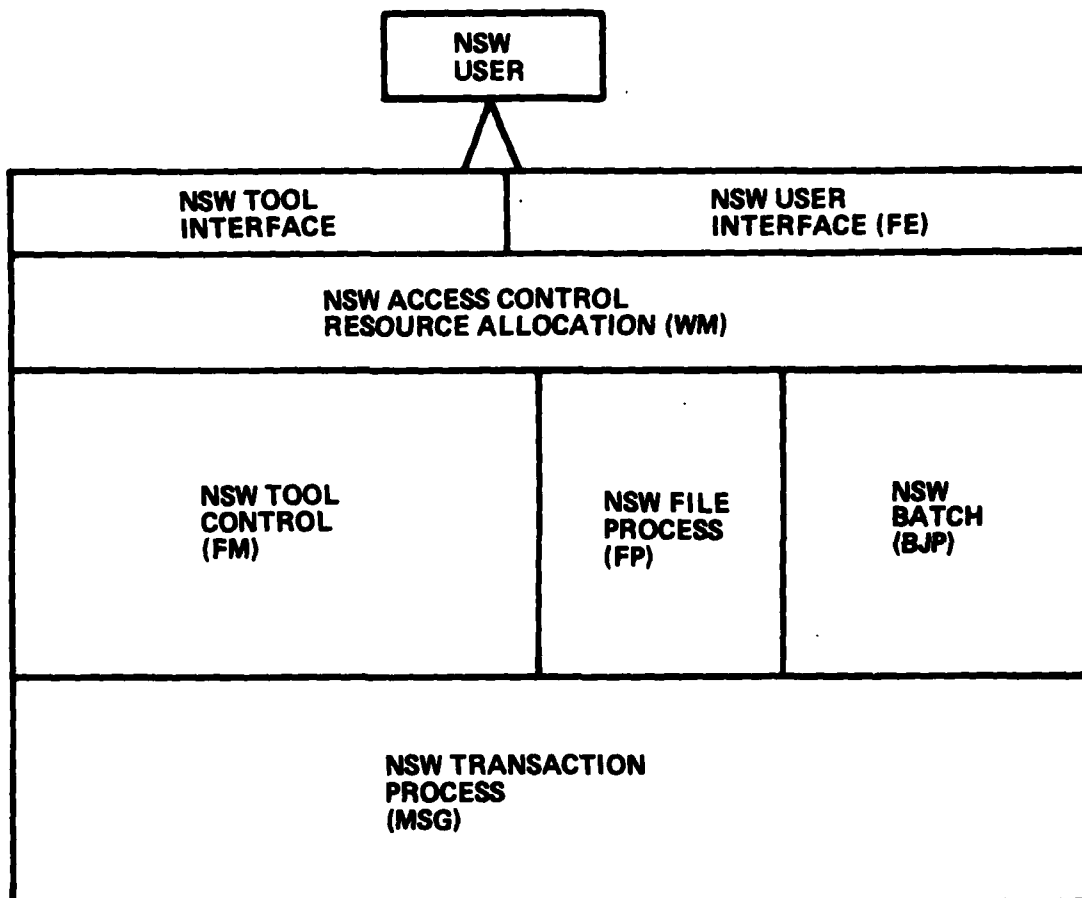 NSW
USER
NSW TOOL
INTERFACE
NSW USER
INTERFACE (FE)
NSW ACCESS CONTROL
RESOURCE ALLOCATION (WM)
NSW TOOL
CONTROL
(FM)
NSW FILE
PROCESS
(FP)
NSW
BATCH
(BJP)
NSW TRANSACTION
PROCESS
(MSG)